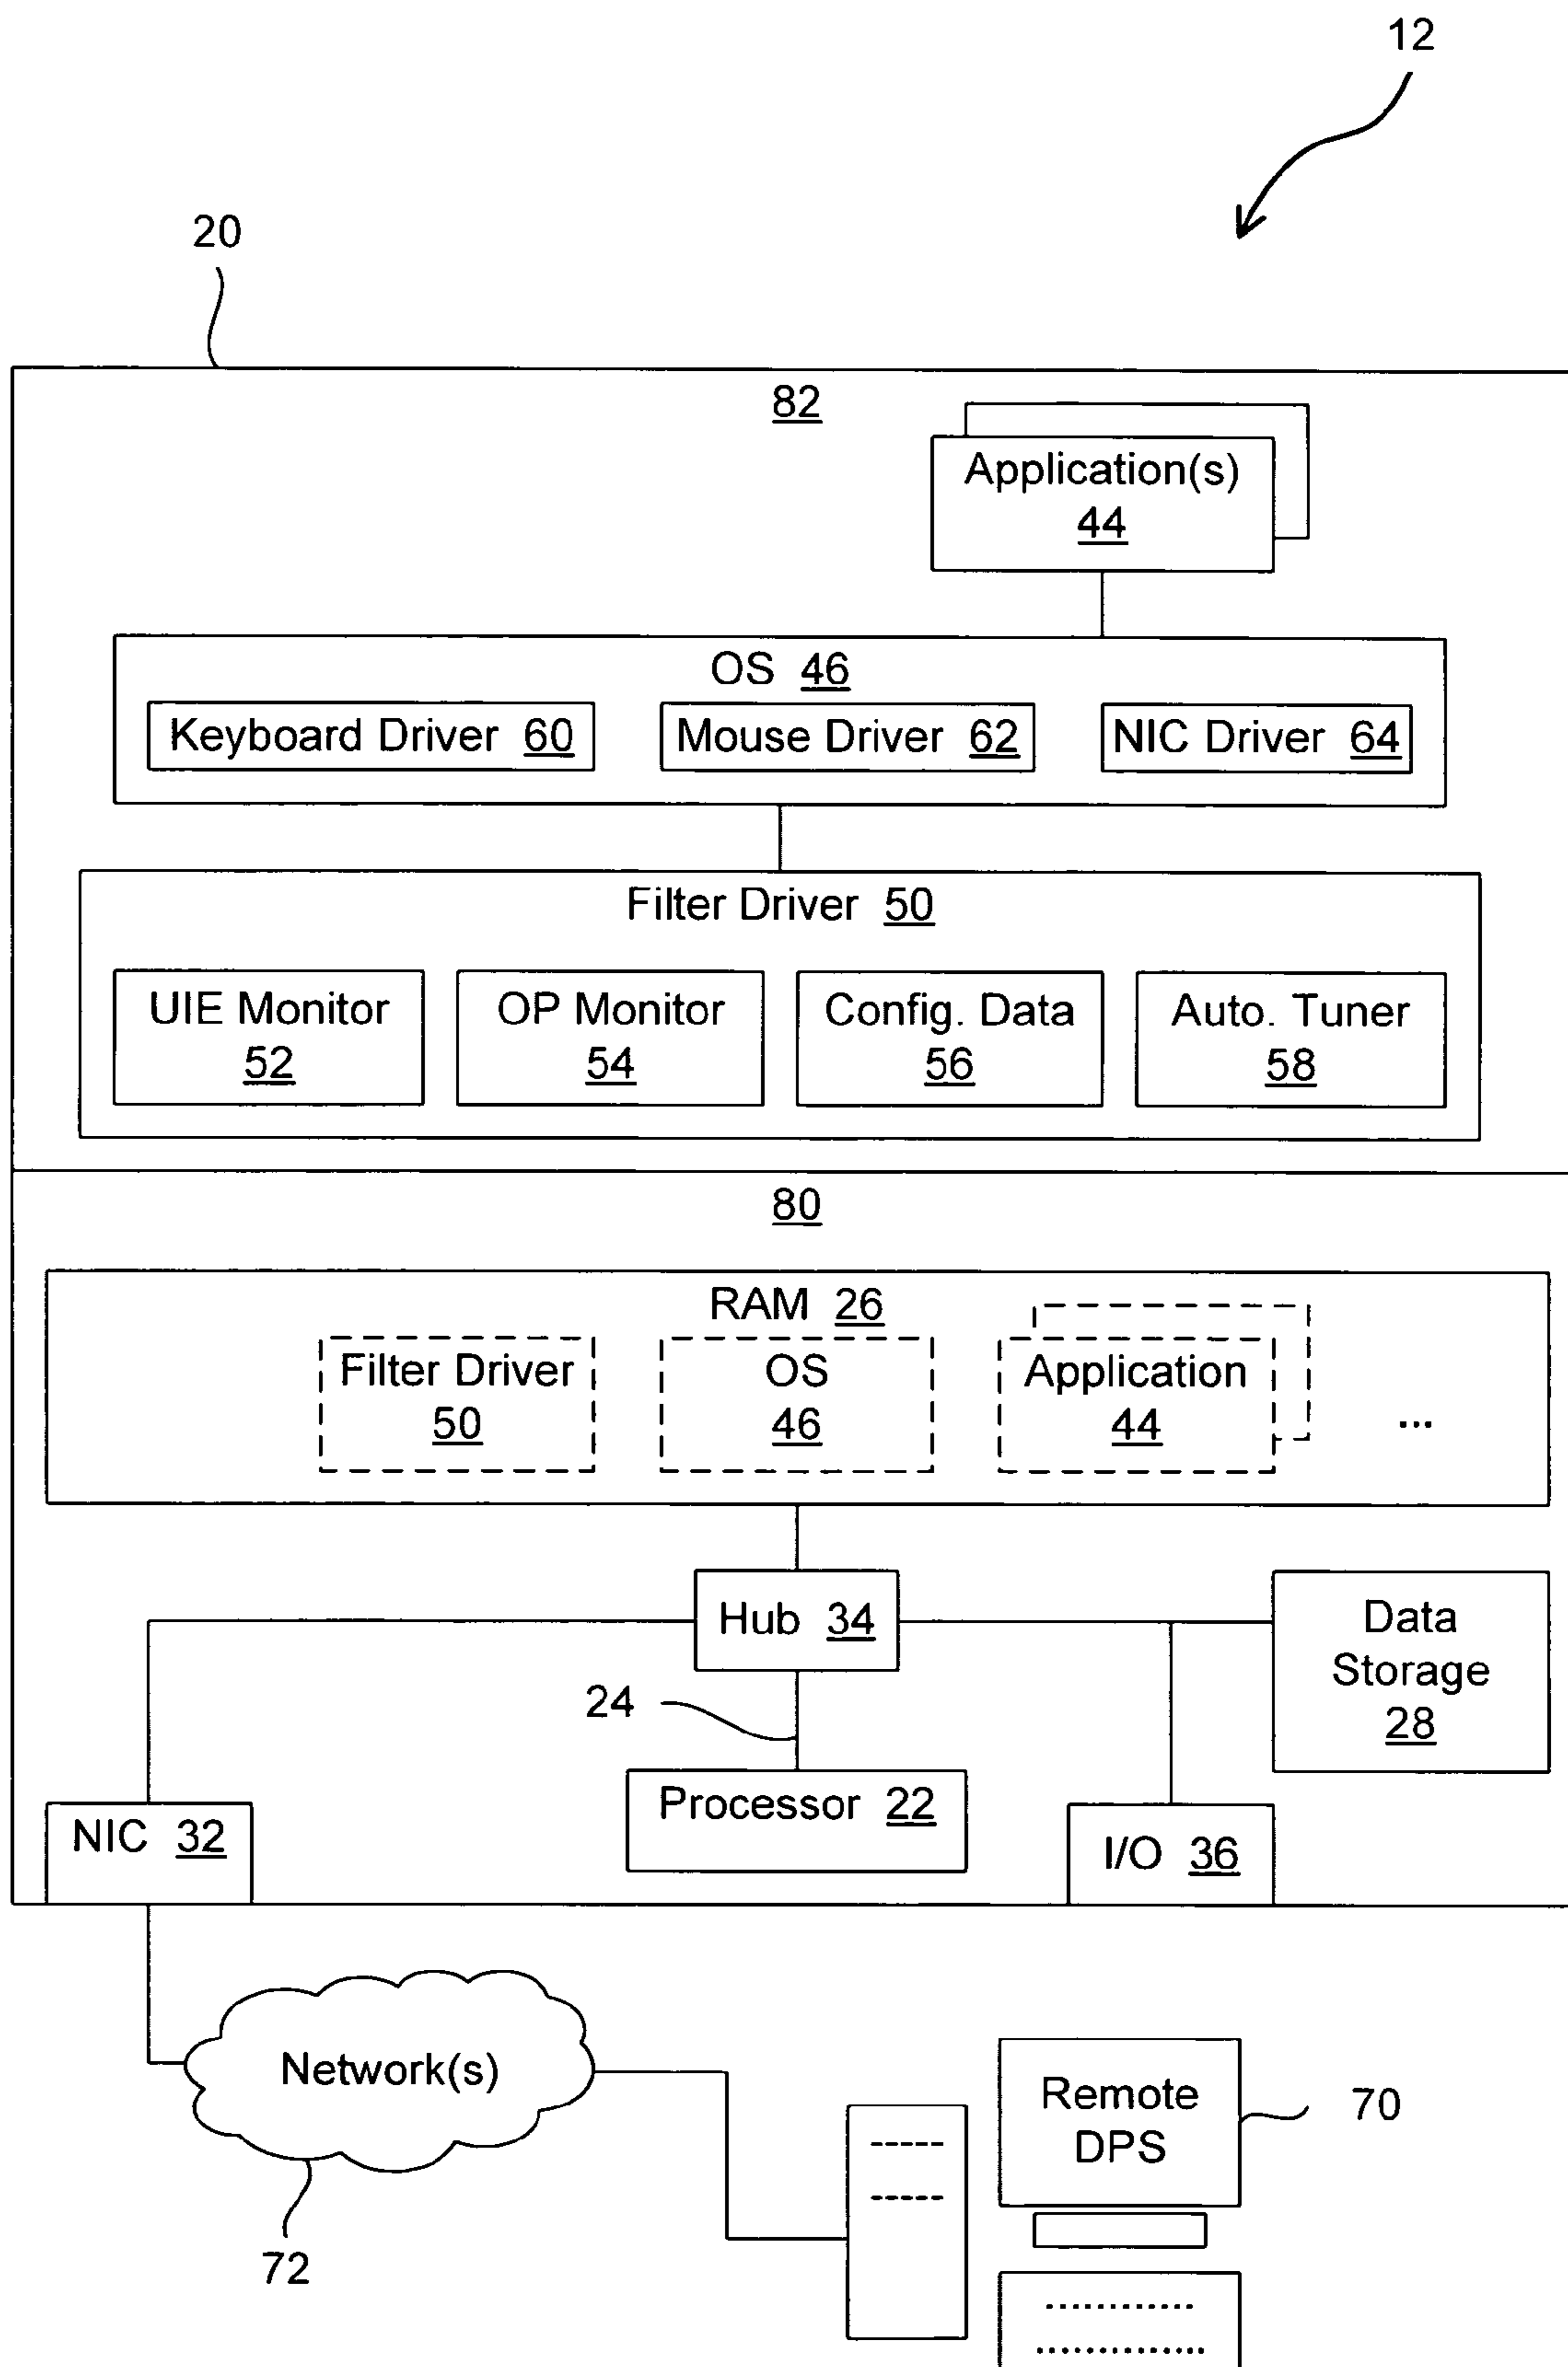 12
20
82
Application(s)
44
OS 46
Keyboard Driver 60
Mouse Driver 62
NIC Driver 64
Filter Driver 50
UIE Monitor
52
OP Monitor
54
Config. Data
56
Auto. Tuner
58
80
RAM 26
Filter Driver
50
OS
46
Application
44
...
Hub 34
Data
Storage
28
24
Processor 22
NIC 32
I/O 36
Network(s)
72
Remote
DPS
70